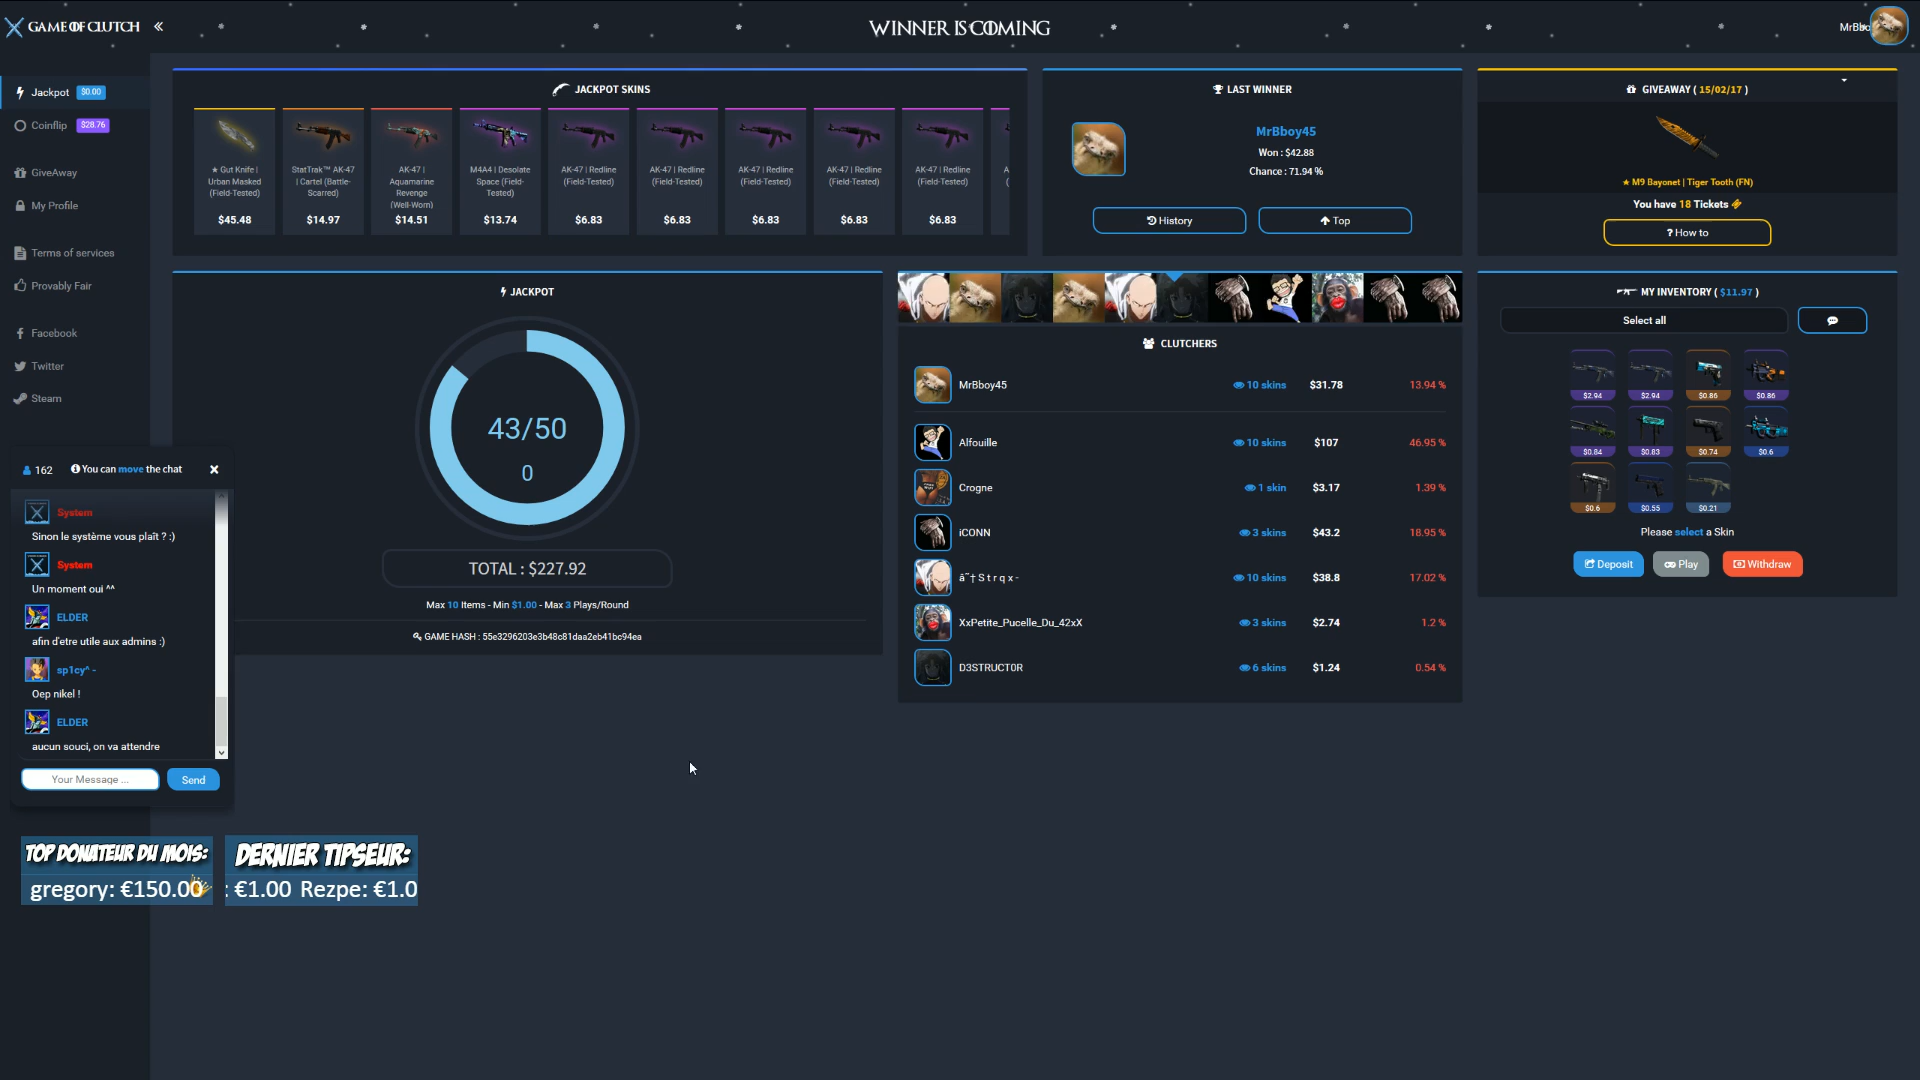 GAME OF CLUTCH
WINNER IS COMING
Jackpot $0.00
Coinflip $28.76
GiveAway
My Profile
Terms of services
Provably Fair
Facebook
Twitter
Steam
JACKPOT SKINS
★ Gut Knife | Urban Masked (Field-Tested)
$45.48
StatTrak™ AK-47 | Cartel (Battle-Scarred)
$14.97
AK-47 | Aquamarine Revenge (Well-Worn)
$14.51
M4A4 | Desolate Space (Field-Tested)
$13.74
AK-47 | Redline (Field-Tested)
$6.83
AK-47 | Redline (Field-Tested)
$6.83
AK-47 | Redline (Field-Tested)
$6.83
AK-47 | Redline (Field-Tested)
$6.83
AK-47 | Redline (Field-Tested)
$6.83
LAST WINNER
MrBboy45
Won : $42.88
Chance : 71.94 %
History
Top
GIVEAWAY ( 15/02/17 )
★ M9 Bayonet | Tiger Tooth (FN)
You have 18 Tickets
? How to
JACKPOT
43/50
0
TOTAL : $227.92
Max 10 Items - Min $1.00 - Max 3 Plays/Round
GAME HASH : 55e3296203e3b48c81daa2eb41bc94ea
CLUTCHERS
MrBboy45 10 skins $31.78 13.94 %
Alfouille 10 skins $107 46.95 %
Crogne 1 skin $3.17 1.39 %
iCONN 3 skins $43.2 18.95 %
â˜† S t r q x - 10 skins $38.8 17.02 %
XxPetite_Pucelle_Du_42xX 3 skins $2.74 1.2 %
D3STRUCT0R 6 skins $1.24 0.54 %
MY INVENTORY ( $11.97 )
Select all
$2.94 $2.94 $0.86 $0.86
$0.84 $0.83 $0.74 $0.6
$0.6 $0.55 $0.21
Please select a Skin
Deposit
Play
Withdraw
162 You can move the chat
System
Sinon le système vous plaît ? :)
System
Un moment oui ^^
ELDER
afin d'etre utile aux admins :)
sp1cy^ -
Oep nikel !
ELDER
aucun souci, on va attendre
Your Message ...
Send
TOP DONATEUR DU MOIS:
gregory: €150.00
DERNIER TIPSEUR:
: €1.00 Rezpe: €1.0